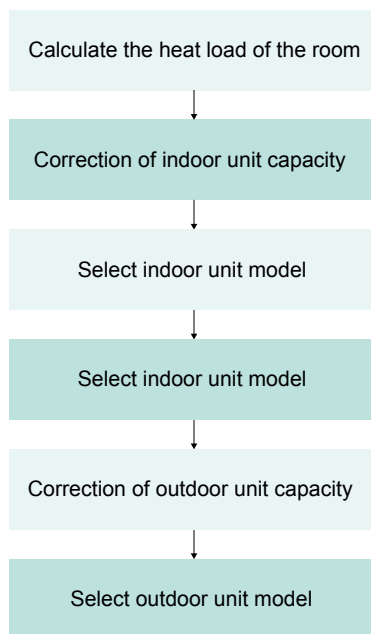 Calculate the heat load of the room
Correction of indoor unit capacity
Select indoor unit model
Select indoor unit model
Correction of outdoor unit capacity
Select outdoor unit model